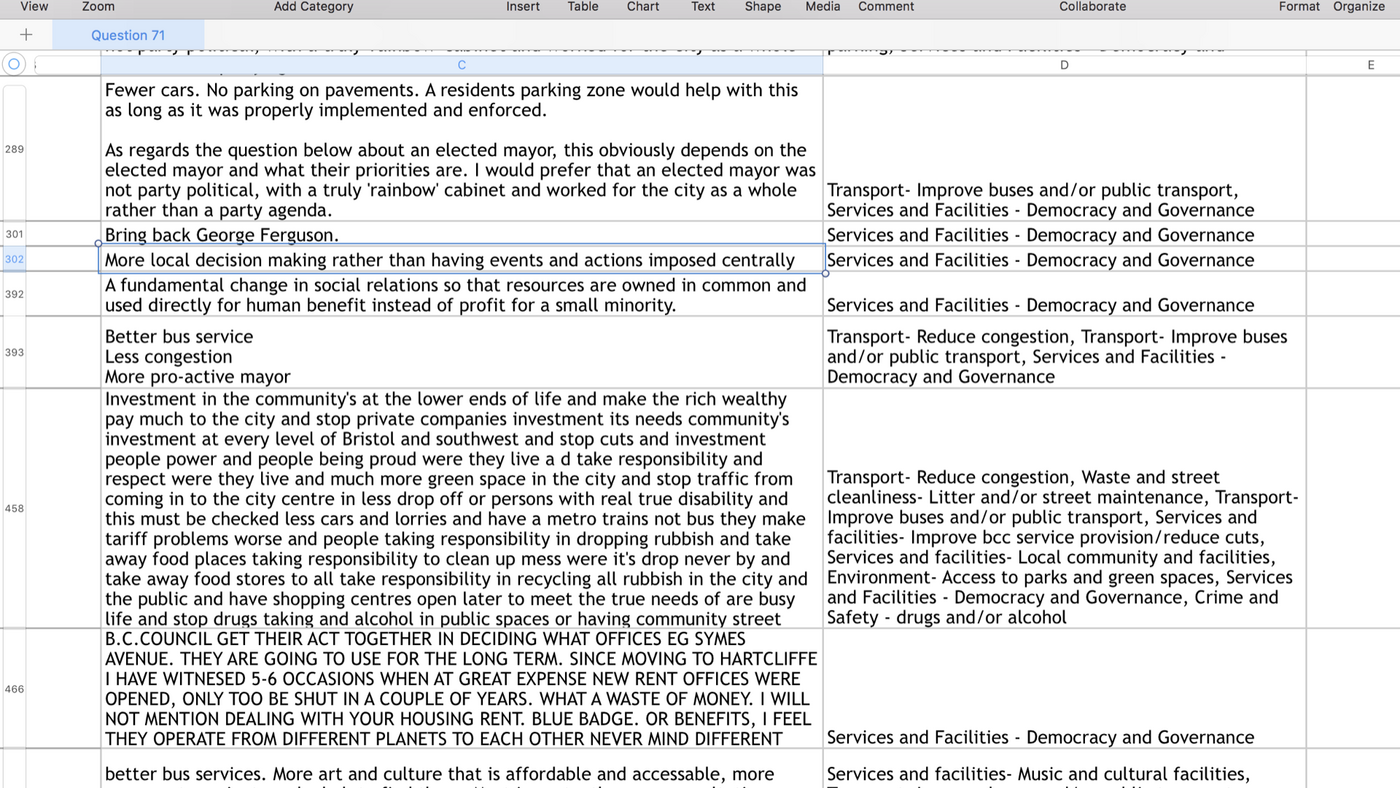 View Zoom Add Category Insert Table Chart Text Shape Media Comment Collaborate Format Organize
+ Question 71
C D E
289
Fewer cars. No parking on pavements. A residents parking zone would help with this
as long as it was properly implemented and enforced.
As regards the question below about an elected mayor, this obviously depends on the
elected mayor and what their priorities are. I would prefer that an elected mayor was
not party political, with a truly 'rainbow' cabinet and worked for the city as a whole
rather than a party agenda.
Transport- Improve buses and/or public transport,
Services and Facilities - Democracy and Governance
301
Bring back George Ferguson.
Services and Facilities - Democracy and Governance
302
More local decision making rather than having events and actions imposed centrally
Services and Facilities - Democracy and Governance
392
A fundamental change in social relations so that resources are owned in common and
used directly for human benefit instead of profit for a small minority.
Services and Facilities - Democracy and Governance
393
Better bus service
Less congestion
More pro-active mayor
Transport- Reduce congestion, Transport- Improve buses
and/or public transport, Services and Facilities -
Democracy and Governance
458
Investment in the community's at the lower ends of life and make the rich wealthy
pay much to the city and stop private companies investment its needs community's
investment at every level of Bristol and southwest and stop cuts and investment
people power and people being proud were they live a d take responsibility and
respect were they live and much more green space in the city and stop traffic from
coming in to the city centre in less drop off or persons with real true disability and
this must be checked less cars and lorries and have a metro trains not bus they make
tariff problems worse and people taking responsibility in dropping rubbish and take
away food places taking responsibility to clean up mess were it's drop never by and
take away food stores to all take responsibility in recycling all rubbish in the city and
the public and have shopping centres open later to meet the true needs of are busy
life and stop drugs taking and alcohol in public spaces or having community street
Transport- Reduce congestion, Waste and street
cleanliness- Litter and/or street maintenance, Transport-
Improve buses and/or public transport, Services and
facilities- Improve bcc service provision/reduce cuts,
Services and facilities- Local community and facilities,
Environment- Access to parks and green spaces, Services
and Facilities - Democracy and Governance, Crime and
Safety - drugs and/or alcohol
466
B.C.COUNCIL GET THEIR ACT TOGETHER IN DECIDING WHAT OFFICES EG SYMES
AVENUE. THEY ARE GOING TO USE FOR THE LONG TERM. SINCE MOVING TO HARTCLIFFE
I HAVE WITNESED 5-6 OCCASIONS WHEN AT GREAT EXPENSE NEW RENT OFFICES WERE
OPENED, ONLY TOO BE SHUT IN A COUPLE OF YEARS. WHAT A WASTE OF MONEY. I WILL
NOT MENTION DEALING WITH YOUR HOUSING RENT. BLUE BADGE. OR BENEFITS, I FEEL
THEY OPERATE FROM DIFFERENT PLANETS TO EACH OTHER NEVER MIND DIFFERENT
Services and Facilities - Democracy and Governance
better bus services. More art and culture that is affordable and accessable, more
Services and facilities- Music and cultural facilities,